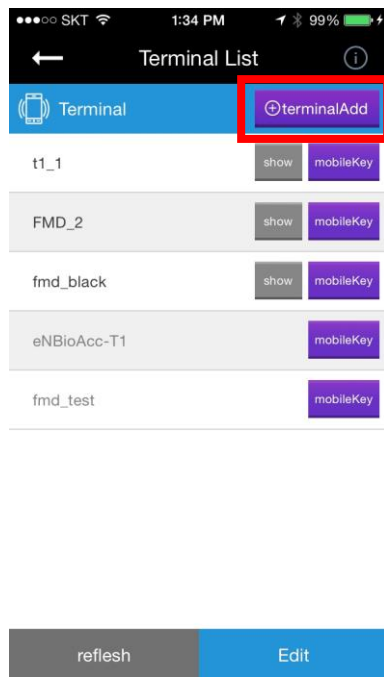 SKT 1:34 PM 99%
Terminal List
Terminal terminalAdd
t1_1 show mobileKey
FMD_2 show mobileKey
fmd_black show mobileKey
eNBioAcc-T1 mobileKey
fmd_test mobileKey
reflesh Edit